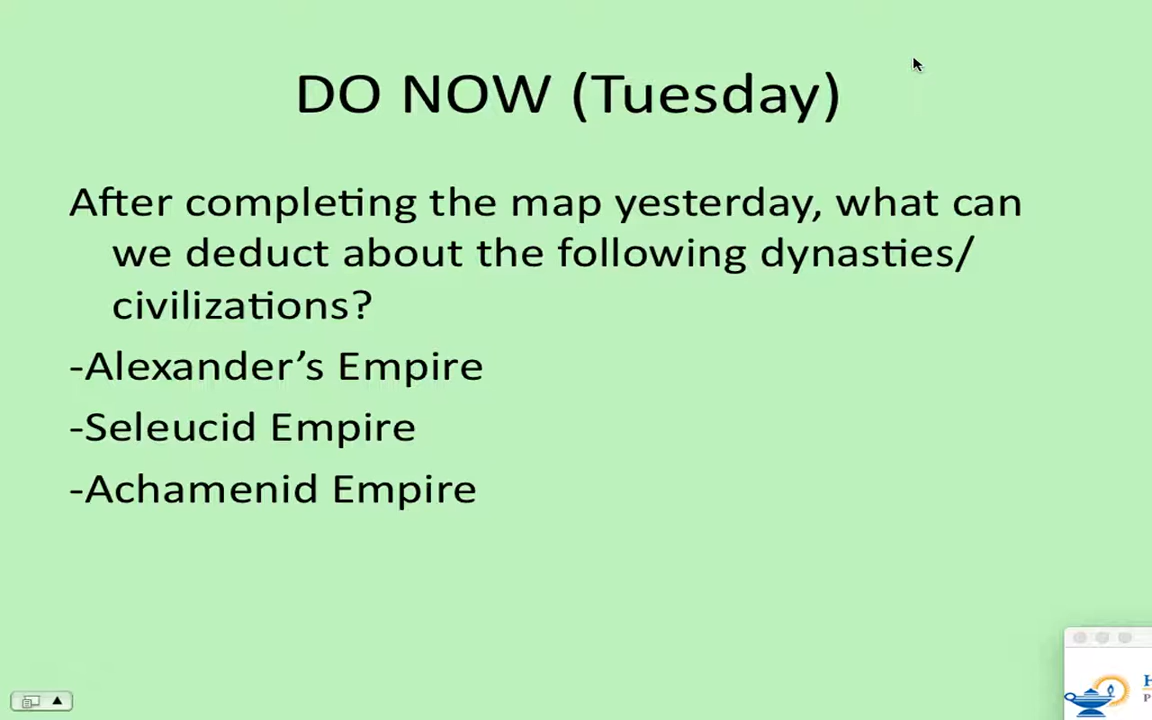 DO NOW (Tuesday)
After completing the map yesterday, what can
we deduct about the following dynasties/
civilizations?
-Alexander’s Empire
-Seleucid Empire
-Achamenid Empire
H
P